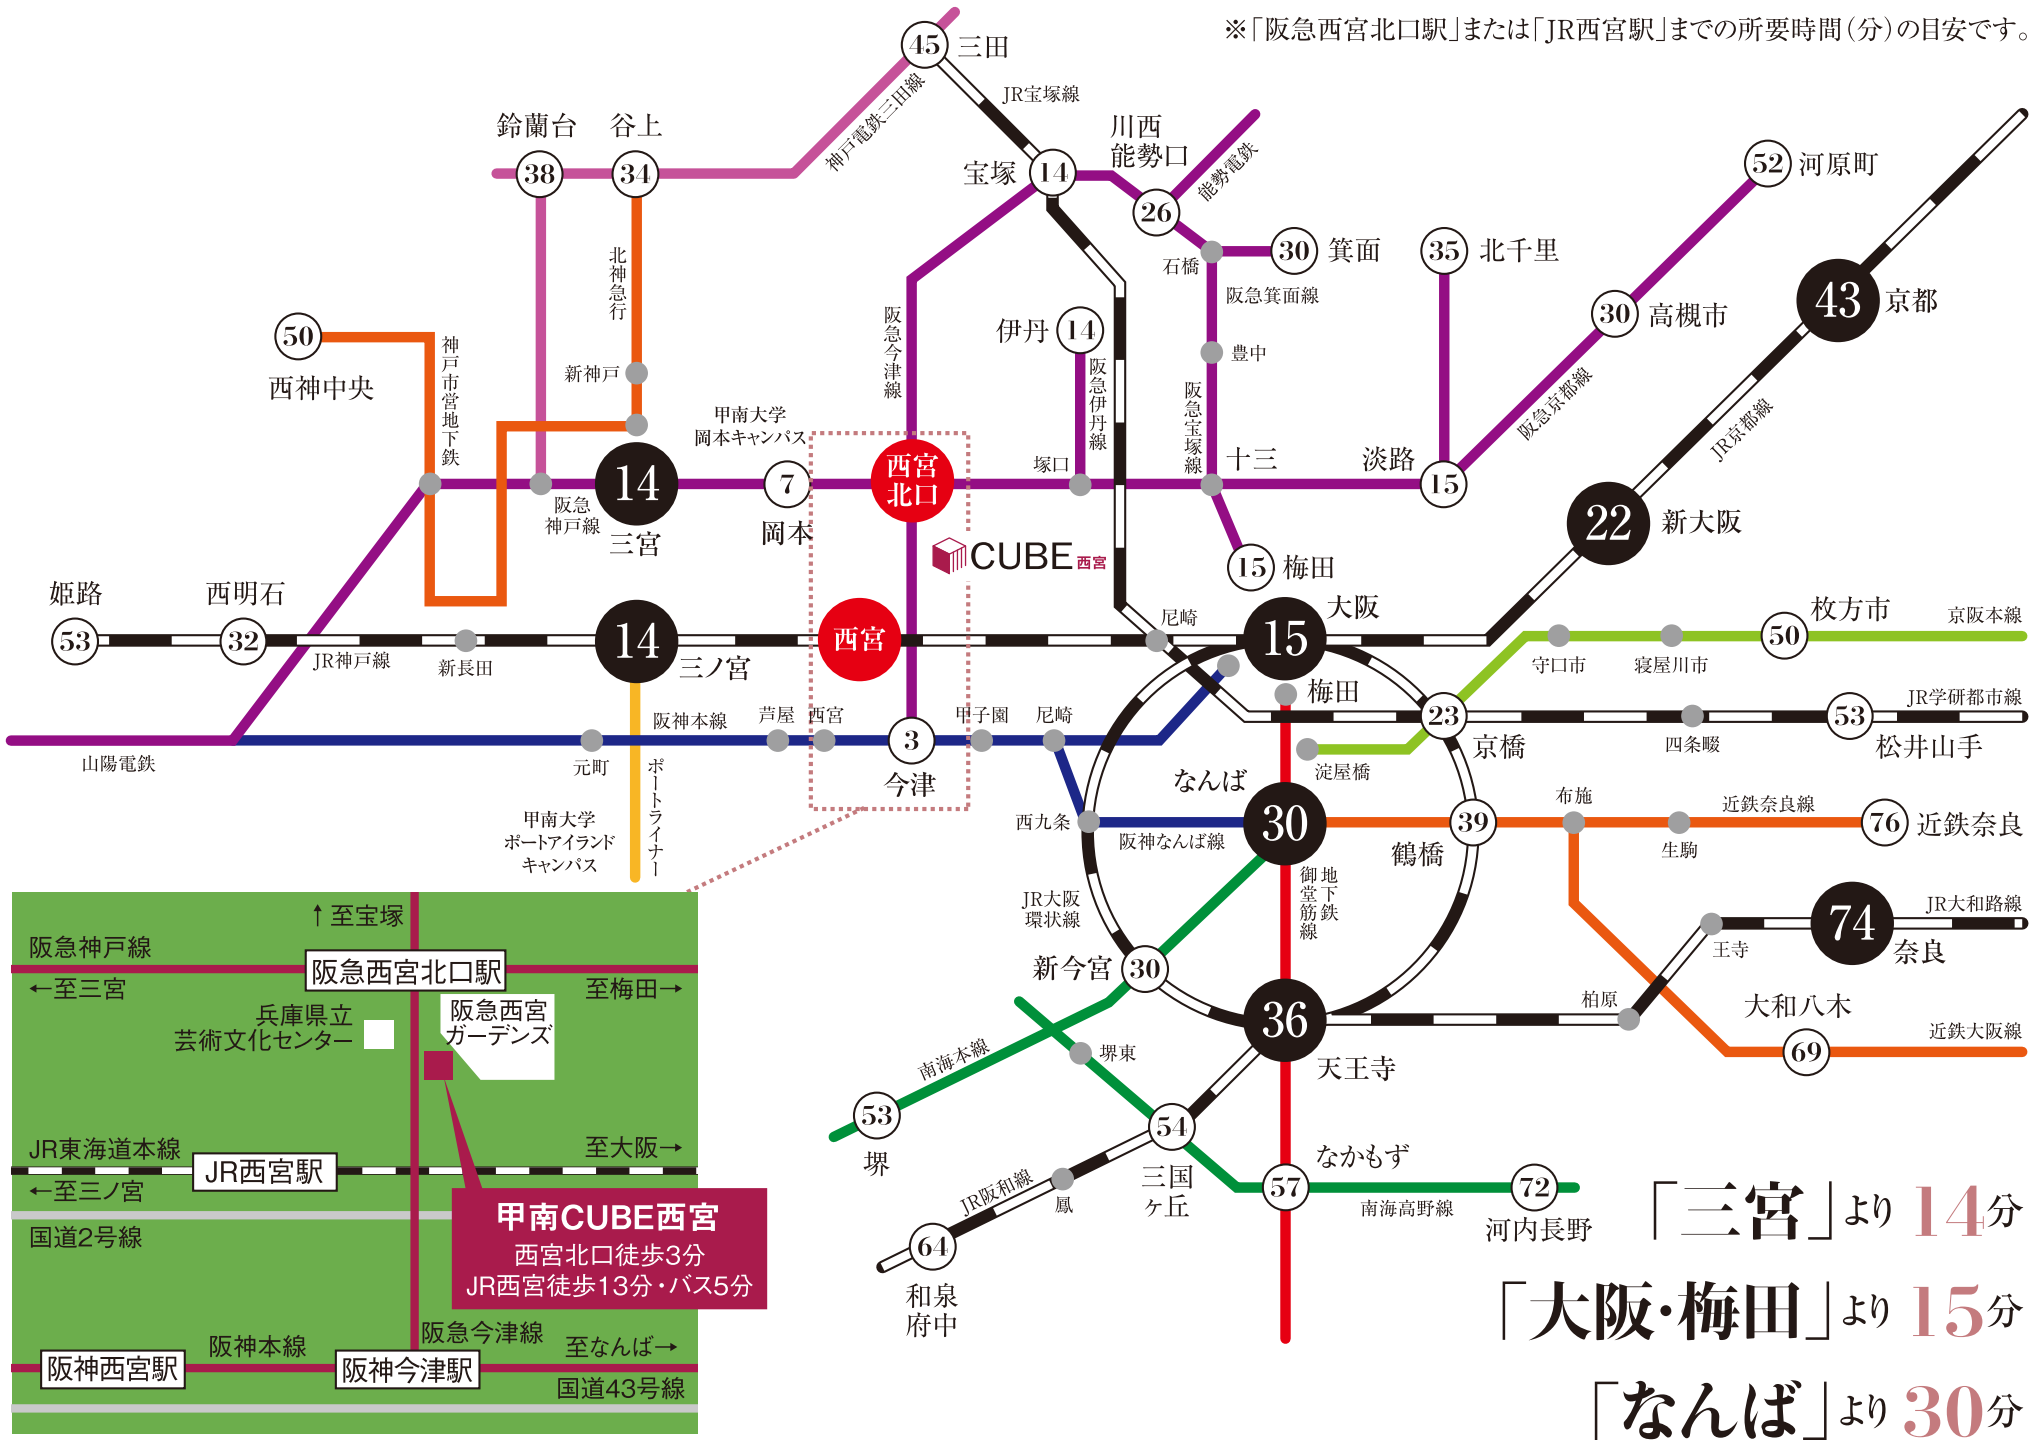 ※「阪急西宮北口駅」または「JR西宮駅」までの所要時間（分）の目安です。
45
三田
JR宝塚線
神戸電鉄三田線
鈴蘭台
谷上
38
34
宝塚
14
川西
能勢口
26
能勢電鉄
52
河原町
石橋
30
箕面
阪急箕面線
35
北千里
北神急行
43
京都
50
西神中央
神戸市営地下鉄
新神戸
阪急今津線
伊丹
14
阪急伊丹線
豊中
阪急宝塚線
30
高槻市
阪急京都線
JR京都線
甲南大学
岡本キャンパス
14
三宮
阪急
神戸線
7
岡本
西宮
北口
塚口
十三
淡路
15
22
新大阪
CUBE西宮
15
梅田
姫路
53
西明石
32
JR神戸線
新長田
14
三ノ宮
西宮
尼崎
15
大阪
梅田
枚方市
50
京阪本線
守口市
寝屋川市
山陽電鉄
阪神本線
元町
芦屋
西宮
3
今津
甲子園
尼崎
23
京橋
淀屋橋
四条畷
53
松井山手
JR学研都市線
ポートライナー
甲南大学
ポートアイランド
キャンパス
西九条
阪神なんば線
なんば
30
39
鶴橋
布施
近鉄奈良線
生駒
76
近鉄奈良
JR大阪
環状線
地下鉄
御堂筋線
新今宮
30
36
天王寺
柏原
王寺
74
奈良
JR大和路線
大和八木
69
近鉄大阪線
南海本線
53
堺
堺東
54
三国
ヶ丘
JR阪和線
鳳
64
和泉
府中
なかもず
57
南海高野線
72
河内長野
↑至宝塚
阪急神戸線
阪急西宮北口駅
←至三宮
至梅田→
兵庫県立
芸術文化センター
阪急西宮
ガーデンズ
JR東海道本線
JR西宮駅
至大阪→
←至三ノ宮
国道2号線
甲南CUBE西宮
西宮北口徒歩3分
JR西宮徒歩13分・バス5分
阪神本線
阪急今津線
至なんば→
阪神西宮駅
阪神今津駅
国道43号線
「三宮」より 14分
「大阪・梅田」より 15分
「なんば」より 30分